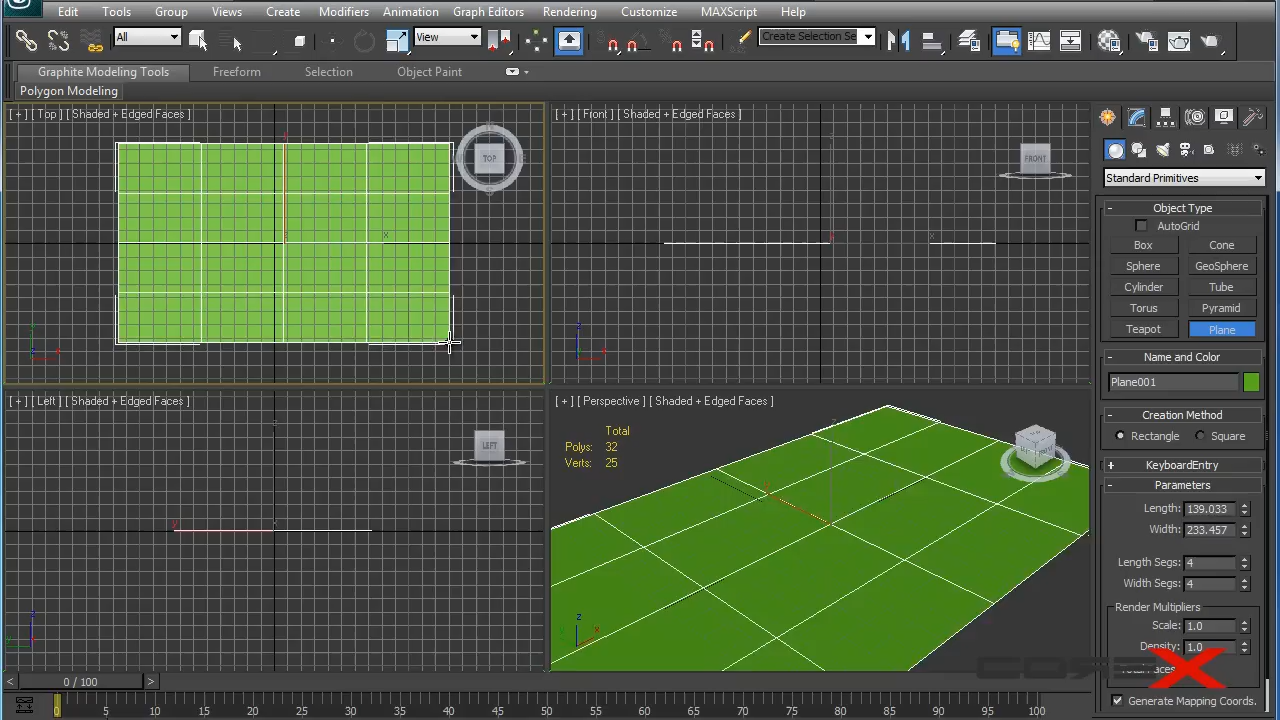 Edit Tools Group Views Create Modifiers Animation Graph Editors Rendering Customize MAXScript Help
All View Create Selection Se
Graphite Modeling Tools Freeform Selection Object Paint
Polygon Modeling
[ + ] [ Top ] [ Shaded + Edged Faces ]
TOP
x
[ + ] [ Front ] [ Shaded + Edged Faces ]
FRONT
x
z
[ + ] [ Left ] [ Shaded + Edged Faces ]
LEFT
z
y
[ + ] [ Perspective ] [ Shaded + Edged Faces ]
Total
Polys: 32
Verts: 25
z
x
Standard Primitives
- Object Type
AutoGrid
Box Cone
Sphere GeoSphere
Cylinder Tube
Torus Pyramid
Teapot Plane
- Name and Color
Plane001
- Creation Method
Rectangle Square
+ KeyboardEntry
- Parameters
Length: 139.033
Width: 233.457
Length Segs: 4
Width Segs: 4
Render Multipliers
Scale: 1.0
Density: 1.0
Generate Mapping Coords.
< 0 / 100 >
0 5 10 15 20 25 30 35 40 45 50 55 60 65 70 75 80 85 90 95 100